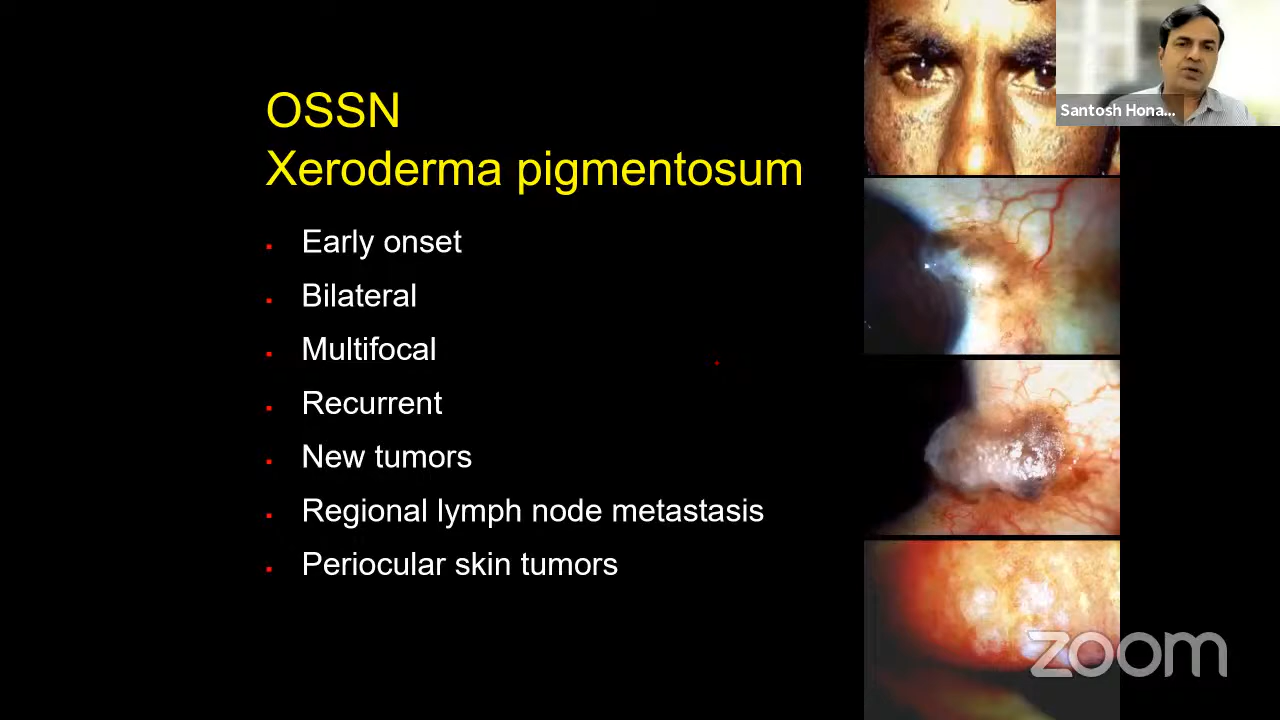 OSSN
Xeroderma pigmentosum
Early onset
Bilateral
Multifocal
Recurrent
New tumors
Regional lymph node metastasis
Periocular skin tumors
Santosh Hona...
zoom